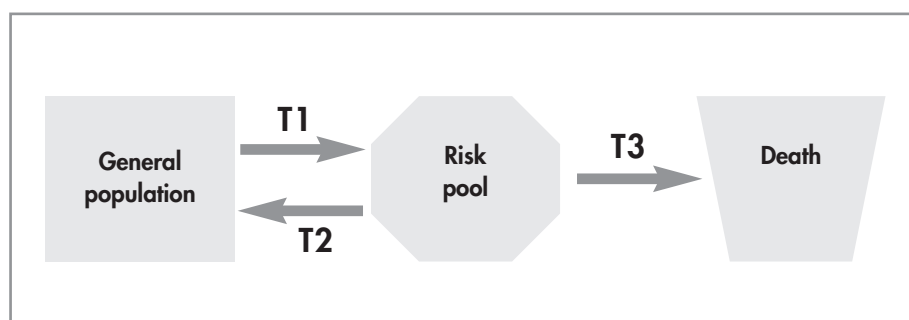 T1
General
population
T2
Risk
pool
T3
Death